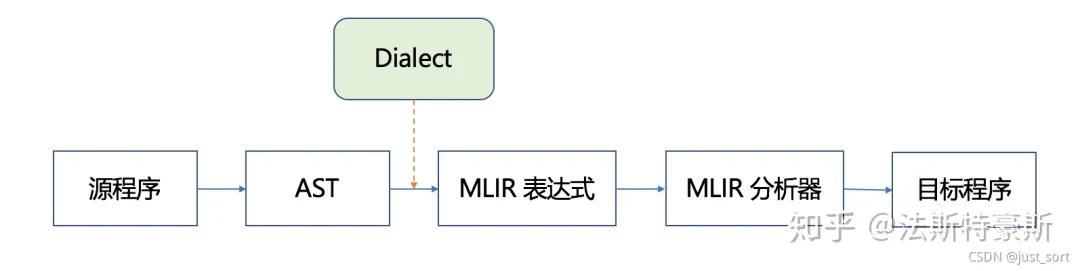 Dialect
源程序
AST
MLIR 表达式
MLIR 分析器
目标程序
知乎 @法斯特豪斯
CSDN @just_sort